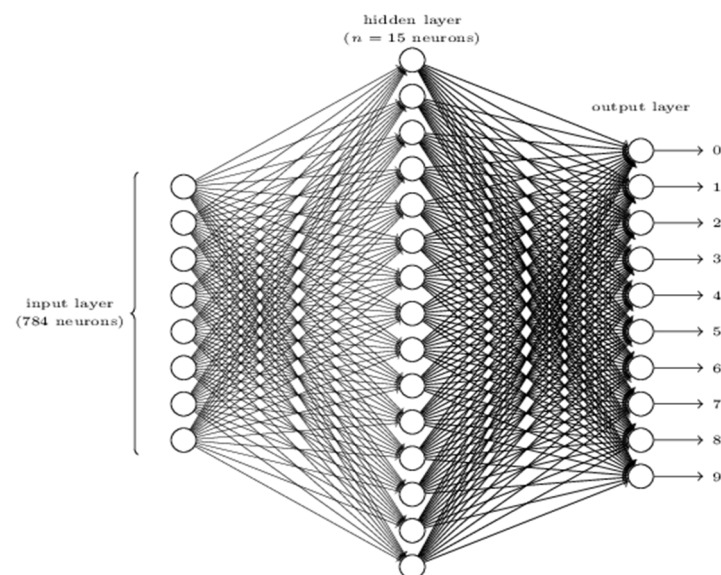 hidden layer
(n = 15 neurons)
output layer
input layer
(784 neurons)
0
1
2
3
4
5
6
7
8
9